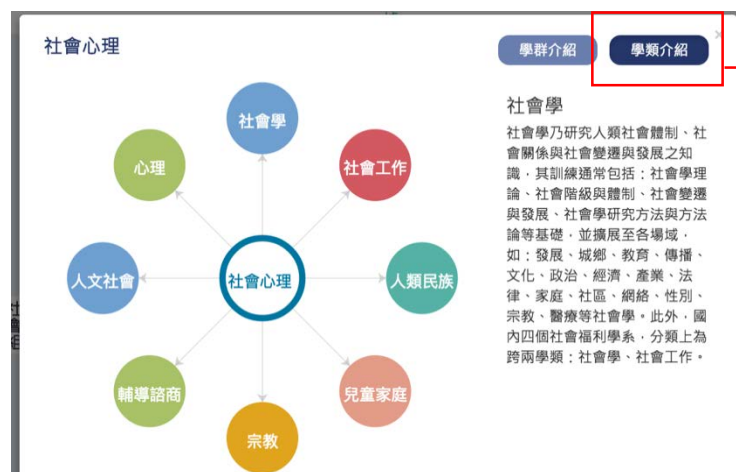 社會心理
學群介紹
學類介紹
×
社會學
心理
社會工作
人文社會
社會心理
人類民族
輔導諮商
兒童家庭
宗教
社會學
社會學乃研究人類社會體制、社
會關係與社會變遷與發展之知
識，其訓練通常包括：社會學理
論、社會階級與體制、社會變遷
與發展、社會學研究方法與方法
論等基礎，並擴展至各場域，
如：發展、城鄉、教育、傳播、
文化、政治、經濟、產業、法
律、家庭、社區、網絡、性別、
宗教、醫療等社會學。此外，國
內四個社會福利學系，分類上為
跨兩學類：社會學、社會工作。